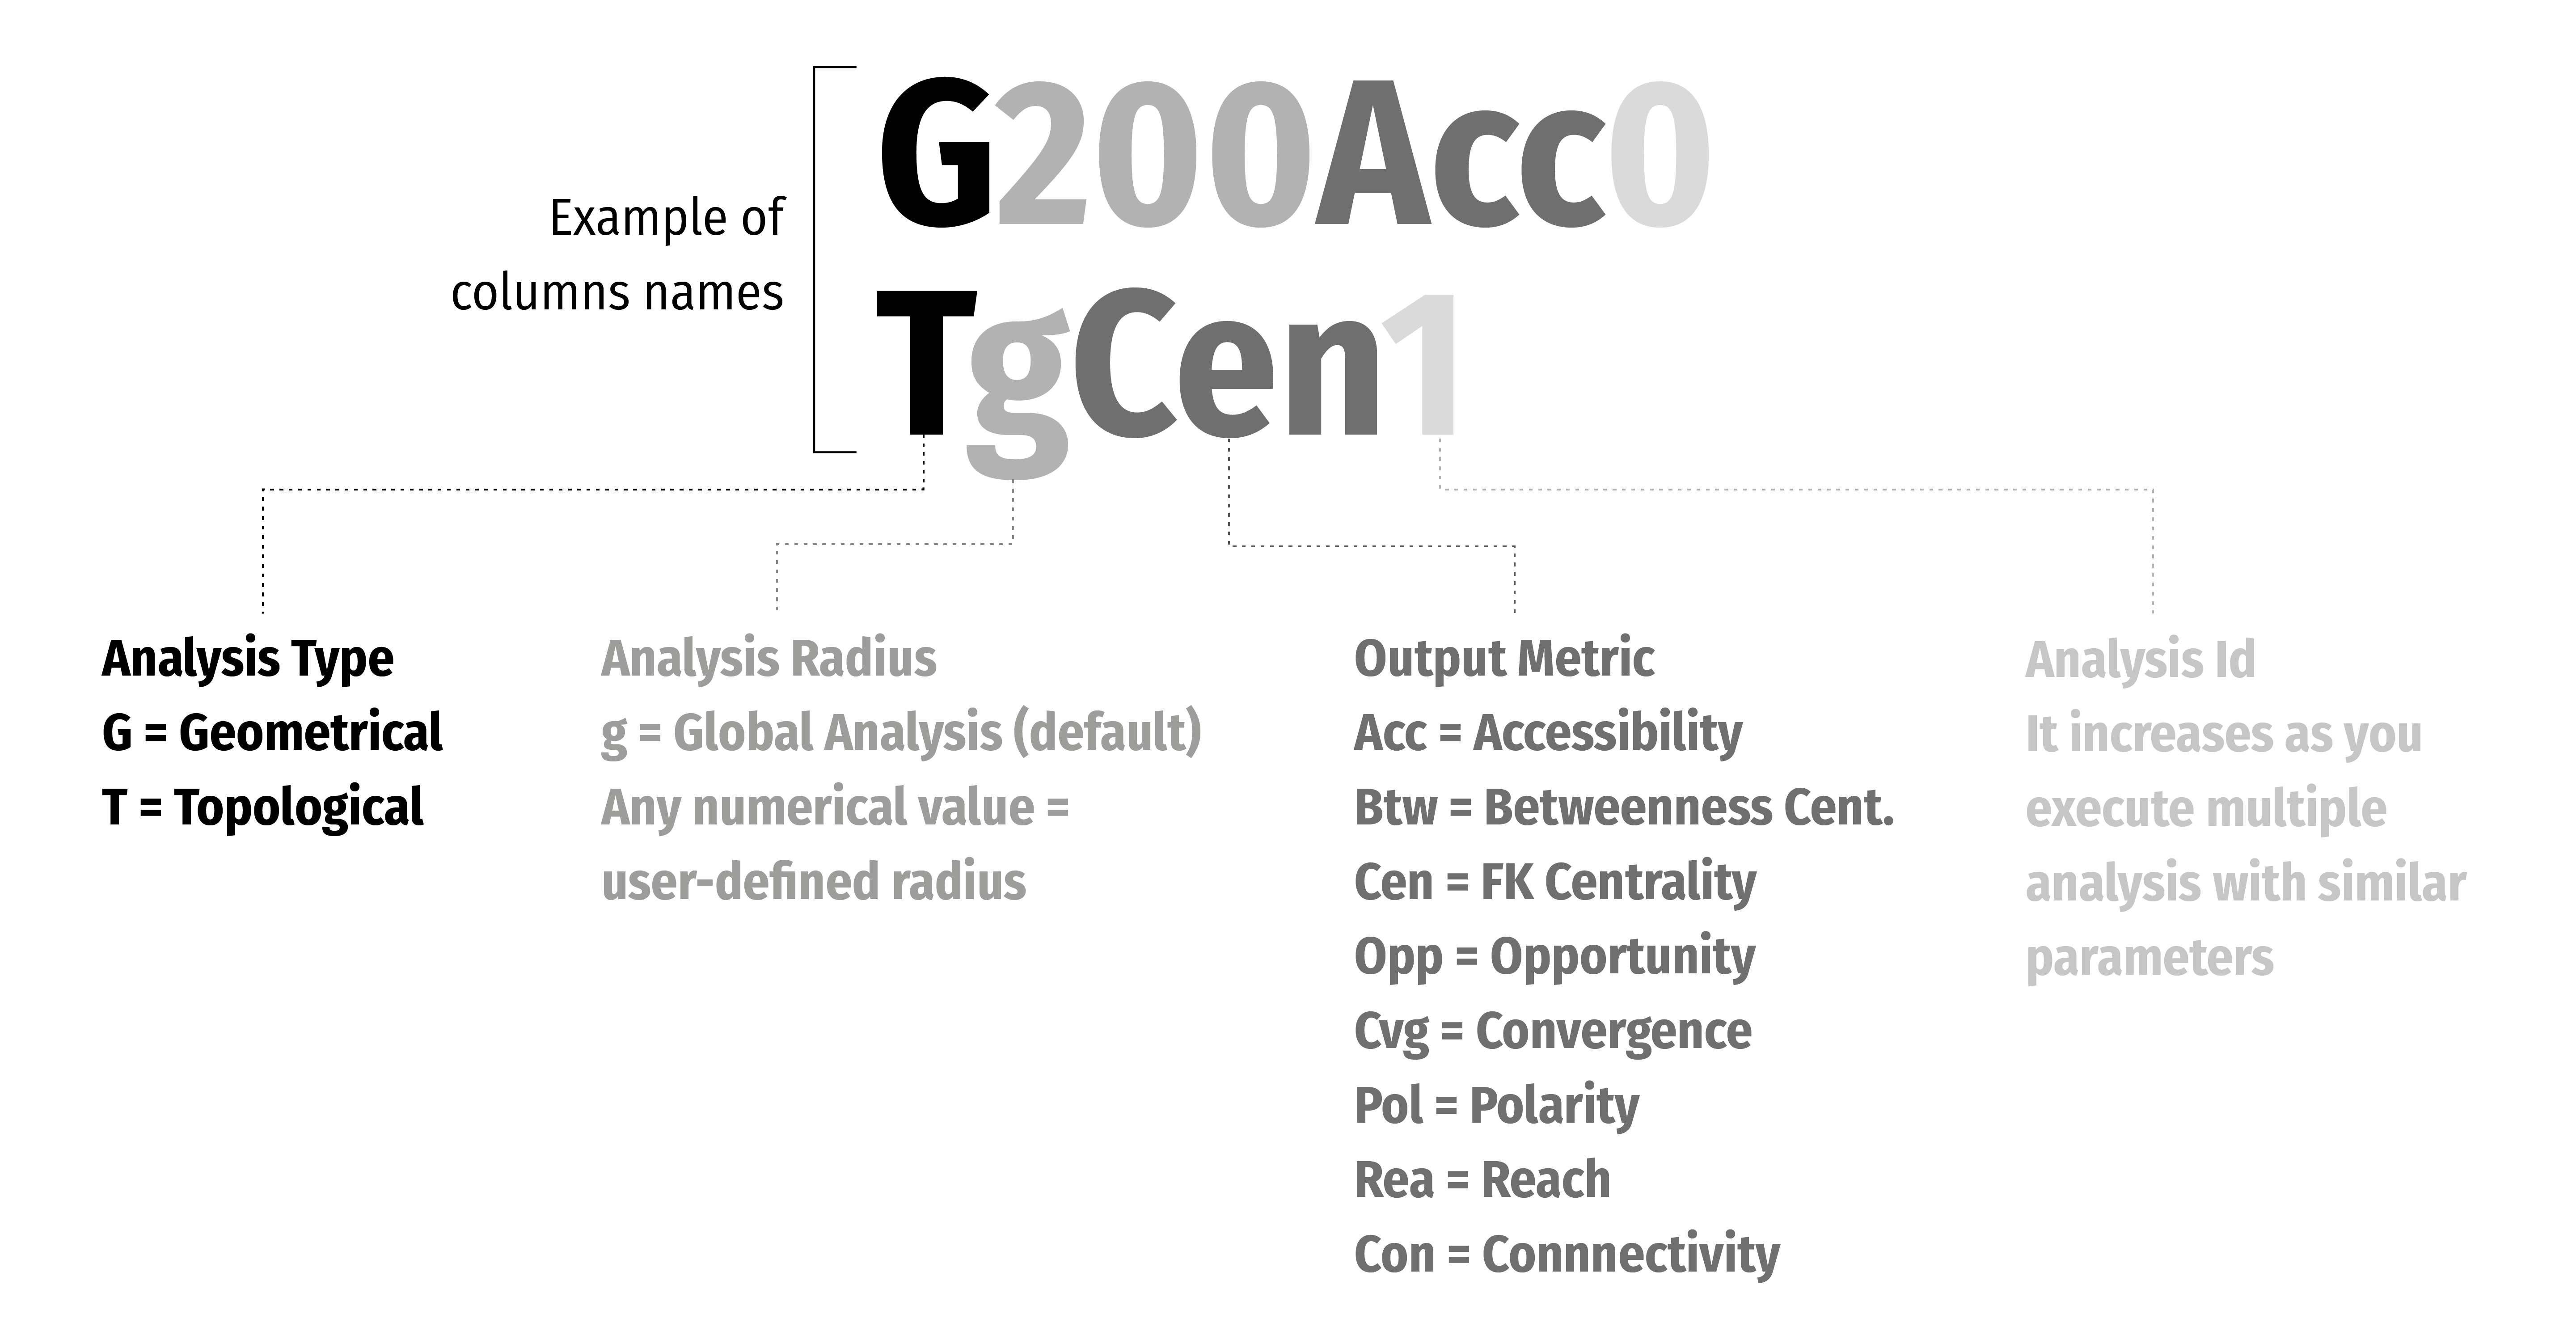 G200Acc0
Example of
columns names
TgCen1
Analysis Type
G = Geometrical
T = Topological
Analysis Radius
g = Global Analysis (default)
Any numerical value =
user-defined radius
Output Metric
Acc = Accessibility
Btw = Betweenness Cent.
Cen = FK Centrality
Opp = Opportunity
Cvg = Convergence
Pol = Polarity
Rea = Reach
Con = Connnectivity
Analysis Id
It increases as you
execute multiple
analysis with similar
parameters